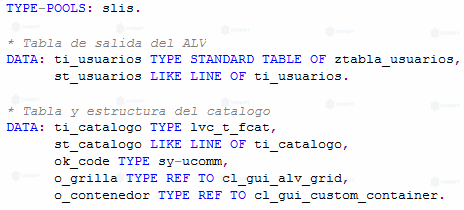 TYPE-POOLS: slis.
* Tabla de salida del ALV
DATA: ti_usuarios TYPE STANDARD TABLE OF ztabla_usuarios,
st_usuarios LIKE LINE OF ti_usuarios.
* Tabla y estructura del catalogo
DATA: ti_catalogo TYPE lvc_t_fcat,
st_catalogo LIKE LINE OF ti_catalogo,
ok_code TYPE sy-ucomm,
o_grilla TYPE REF TO cl_gui_alv_grid,
o_contenedor TYPE REF TO cl_gui_custom_container.